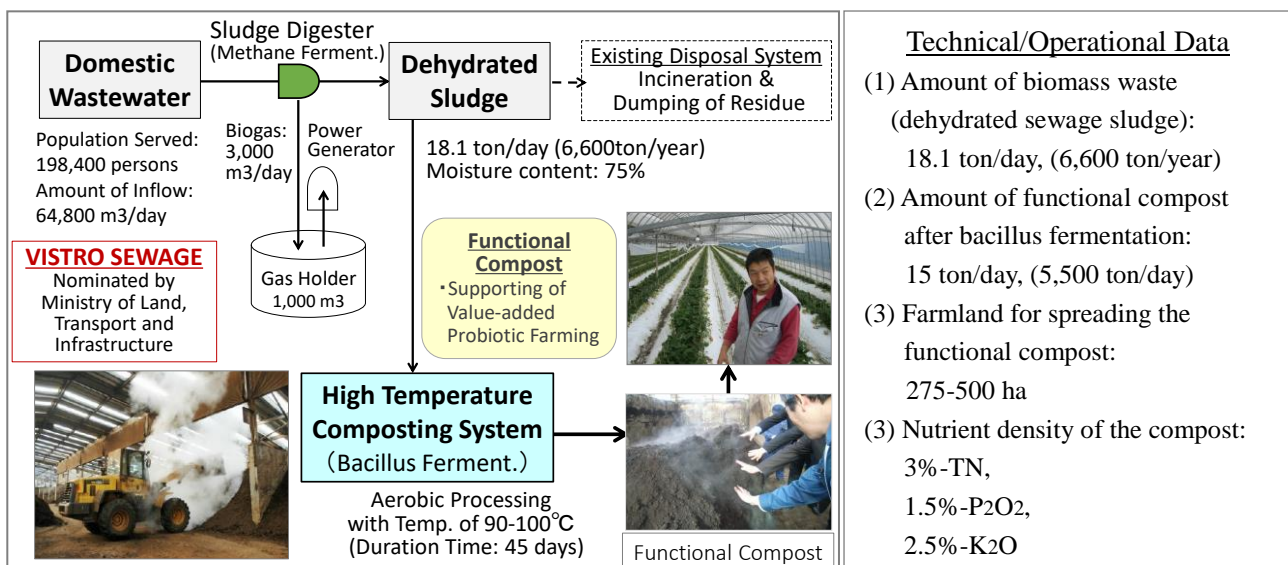 Sludge Digester
(Methane Ferment.)
Domestic
Wastewater
Dehydrated
Sludge
Existing Disposal System
Incineration &
Dumping of Residue
Population Served:
198,400 persons
Amount of Inflow:
64,800 m3/day
Biogas:
3,000
m3/day
Power
Generator
18.1 ton/day (6,600ton/year)
Moisture content: 75%
VISTRO SEWAGE
Nominated by
Ministry of Land,
Transport and
Infrastructure
Gas Holder
1,000 m3
Functional
Compost
・Supporting of
Value-added
Probiotic Farming
High Temperature
Composting System
（Bacillus Ferment.）
Aerobic Processing
with Temp. of 90-100℃
(Duration Time: 45 days)
Functional Compost
Technical/Operational Data
(1) Amount of biomass waste
(dehydrated sewage sludge):
18.1 ton/day, (6,600 ton/year)
(2) Amount of functional compost
after bacillus fermentation:
15 ton/day, (5,500 ton/day)
(3) Farmland for spreading the
functional compost:
275-500 ha
(3) Nutrient density of the compost:
3%-TN,
1.5%-P2O2,
2.5%-K2O